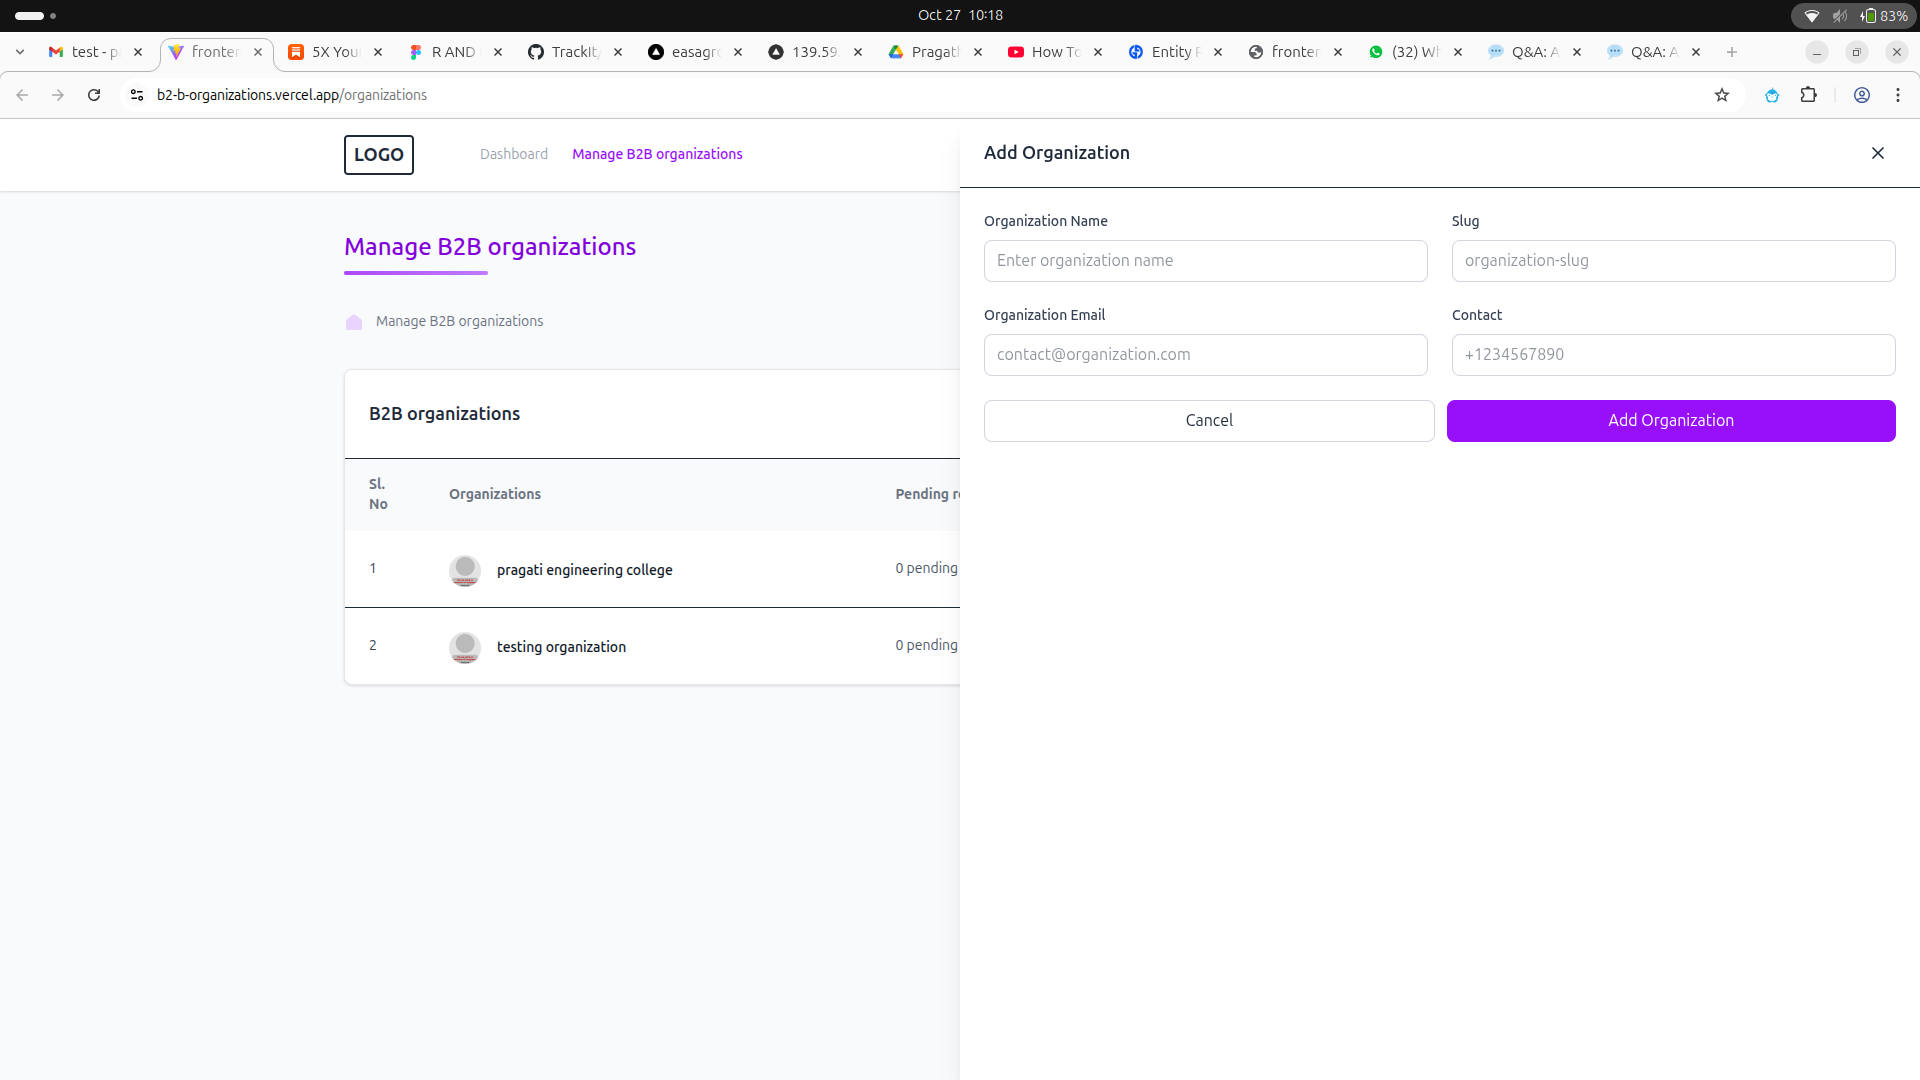 Oct 27 10:18
83%
test - p
fronter
5X You
R AND
TrackIt,
easagr
139.59.
Pragat
How To
Entity
fronter
(32) W
Q&A: A
Q&A: A
b2-b-organizations.vercel.app/organizations
LOGO
Dashboard
Manage B2B organizations
Manage B2B organizations
Manage B2B organizations
B2B organizations
Sl. No
Organizations
Pending r
1
pragati engineering college
0 pending
2
testing organization
0 pending
Add Organization
Organization Name
Slug
Enter organization name
organization-slug
Organization Email
Contact
contact@organization.com
+1234567890
Cancel
Add Organization